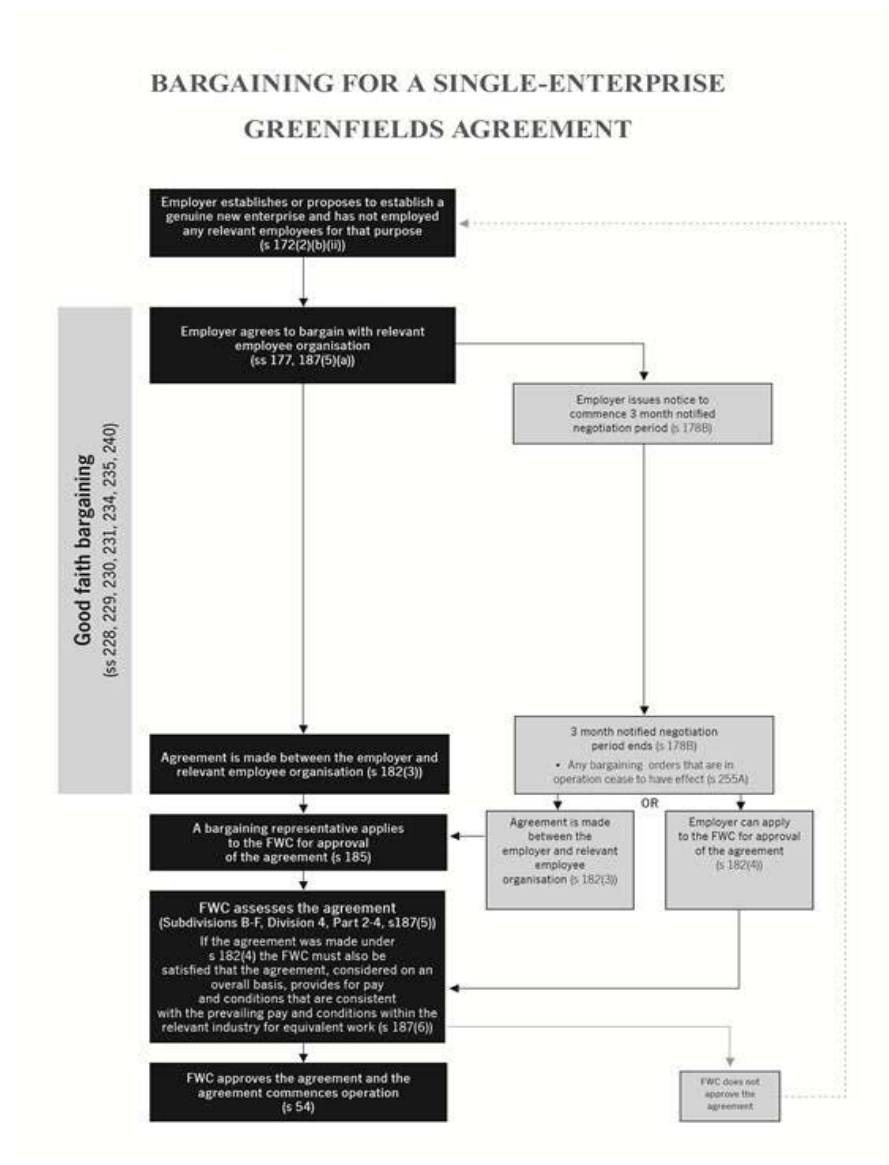 BARGAINING FOR A SINGLE-ENTERPRISE
GREENFIELDS AGREEMENT
Employer establishes or proposes to establish a
genuine new enterprise and has not employed
any relevant employees for that purpose
(s 172(2)(b)(ii))
Good faith bargaining
(ss 228, 229, 230, 231, 234, 235, 240)
Employer agrees to bargain with relevant
employee organisation
(ss 177, 187(5)(a))
Employer issues notice to
commence 3 month notified
negotiation period (s 178B)
Agreement is made between the employer and
relevant employee organisation (s 182(3))
3 month notified negotiation
period ends (s 178B)
• Any bargaining orders that are in
operation cease to have effect (s 255A)
OR
A bargaining representative applies
to the FWC for approval
of the agreement (s 185)
Agreement is made
between the
employer and relevant
employee
organisation (s 182(3))
Employer can apply
to the FWC for approval
of the agreement
(s 182(4))
FWC assesses the agreement
(Subdivisions B-F, Division 4, Part 2-4, s187(5))
If the agreement was made under
s 182(4) the FWC must also be
satisfied that the agreement, considered on an
overall basis, provides for pay
and conditions that are consistent
with the prevailing pay and conditions within the
relevant industry for equivalent work (s 187(6))
FWC approves the agreement and the
agreement commences operation
(s 54)
FWC does not
approve the
agreement